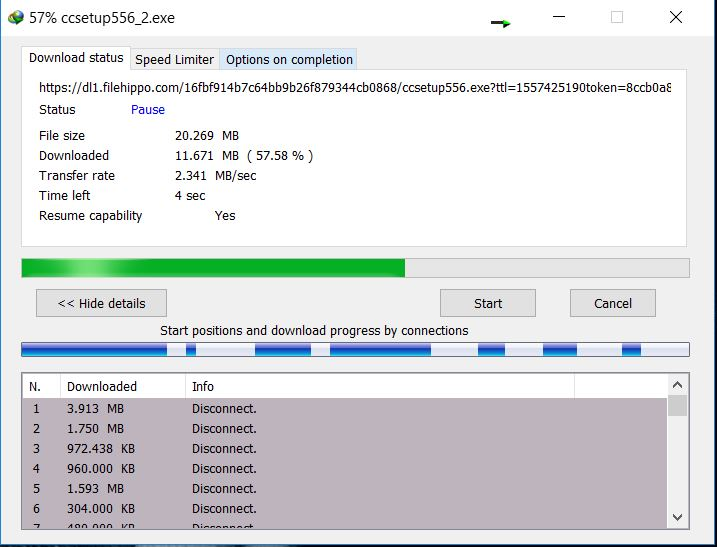 57% ccsetup556_2.exe
Download status Speed Limiter Options on completion
https://dl1.filehippo.com/16fbf914b7c64bb9b26f879344cb0868/ccsetup556.exe?ttl=1557425190token=8ccb0a8
Status Pause
File size 20.269 MB
Downloaded 11.671 MB ( 57.58 % )
Transfer rate 2.341 MB/sec
Time left 4 sec
Resume capability Yes
<< Hide details Start Cancel
Start positions and download progress by connections
N. Downloaded Info
1 3.913 MB Disconnect.
2 1.750 MB Disconnect.
3 972.438 KB Disconnect.
4 960.000 KB Disconnect.
5 1.593 MB Disconnect.
6 304.000 KB Disconnect.
7 480.000 KB Disconnect.